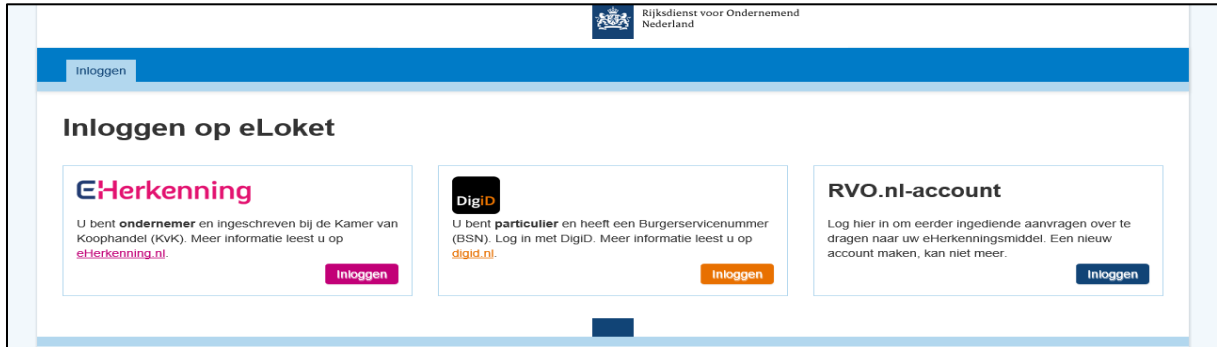 Rijksdienst voor Ondernemend
Nederland
Inloggen
Inloggen op eLoket
eHerkenning
U bent ondernemer en ingeschreven bij de Kamer van
Koophandel (KvK). Meer informatie leest u op
eHerkenning.nl.
Inloggen
DigiD
U bent particulier en heeft een Burgerservicenummer
(BSN). Log in met DigiD. Meer informatie leest u op
digid.nl.
Inloggen
RVO.nl-account
Log hier in om eerder ingediende aanvragen over te
dragen naar uw eHerkenningsmiddel. Een nieuw
account maken, kan niet meer.
Inloggen